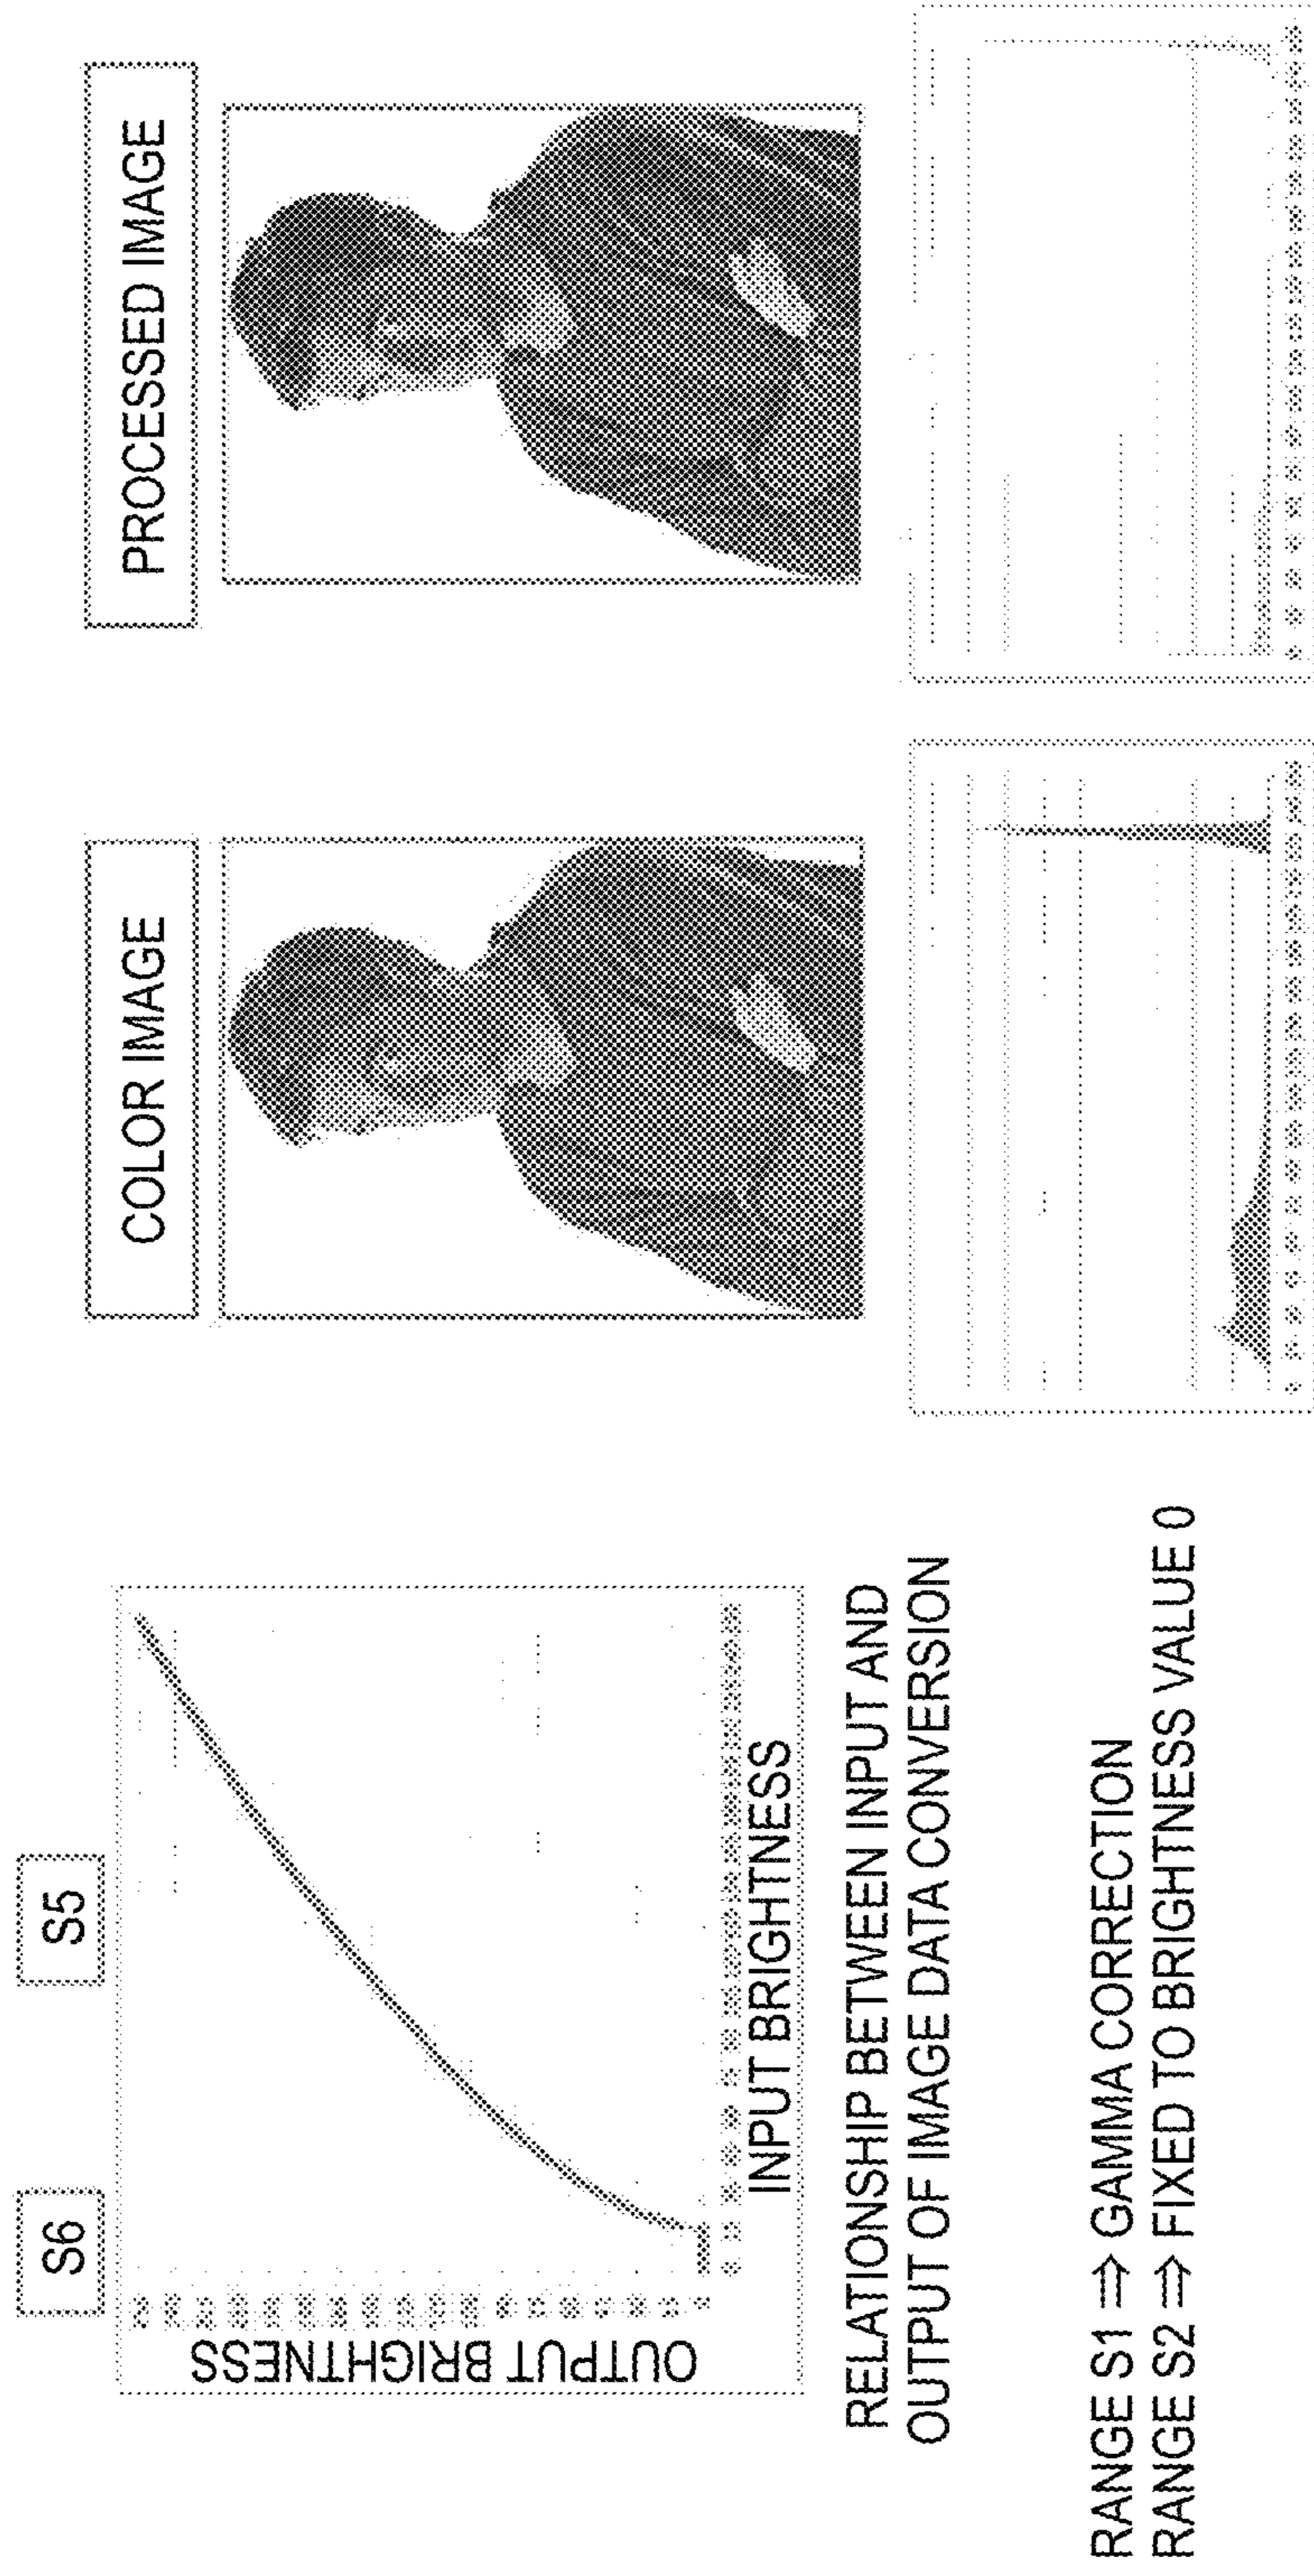 S6
S5
OUTPUT BRIGHTNESS
INPUT BRIGHTNESS
RELATIONSHIP BETWEEN INPUT AND
OUTPUT OF IMAGE DATA CONVERSION
RANGE S1 ⇒ GAMMA CORRECTION
RANGE S2 ⇒ FIXED TO BRIGHTNESS VALUE 0
COLOR IMAGE
PROCESSED IMAGE